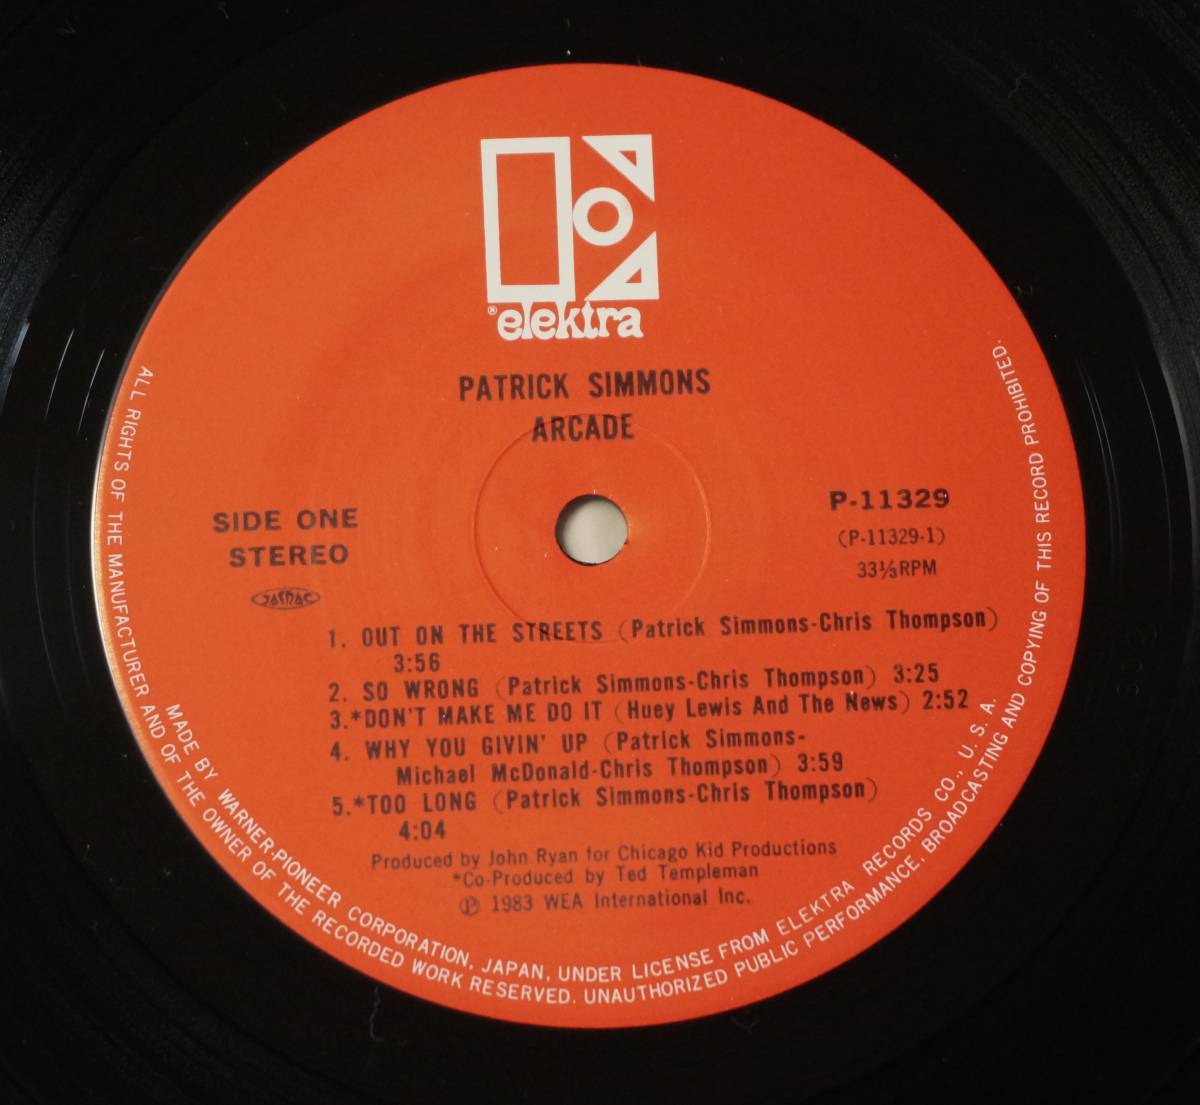 ® elektra
PATRICK SIMMONS
ARCADE
SIDE ONE
STEREO
JASRAC
P-11329
(P-11329-1)
33⅓RPM
1. OUT ON THE STREETS (Patrick Simmons-Chris Thompson)
3:56
2. SO WRONG (Patrick Simmons-Chris Thompson) 3:25
3.*DON'T MAKE ME DO IT (Huey Lewis And The News) 2:52
4. WHY YOU GIVIN' UP (Patrick Simmons-
Michael McDonald-Chris Thompson) 3:59
5.*TOO LONG (Patrick Simmons-Chris Thompson)
4:04
Produced by John Ryan for Chicago Kid Productions
*Co-Produced by Ted Templeman
℗ 1983 WEA International Inc.
MADE BY WARNER-PIONEER CORPORATION, JAPAN, UNDER LICENSE FROM ELEKTRA RECORDS CO., U. S. A.
ALL RIGHTS OF THE MANUFACTURER AND OF THE OWNER OF THE RECORDED WORK RESERVED. UNAUTHORIZED PUBLIC PERFORMANCE, BROADCASTING AND COPYING OF THIS RECORD PROHIBITED.